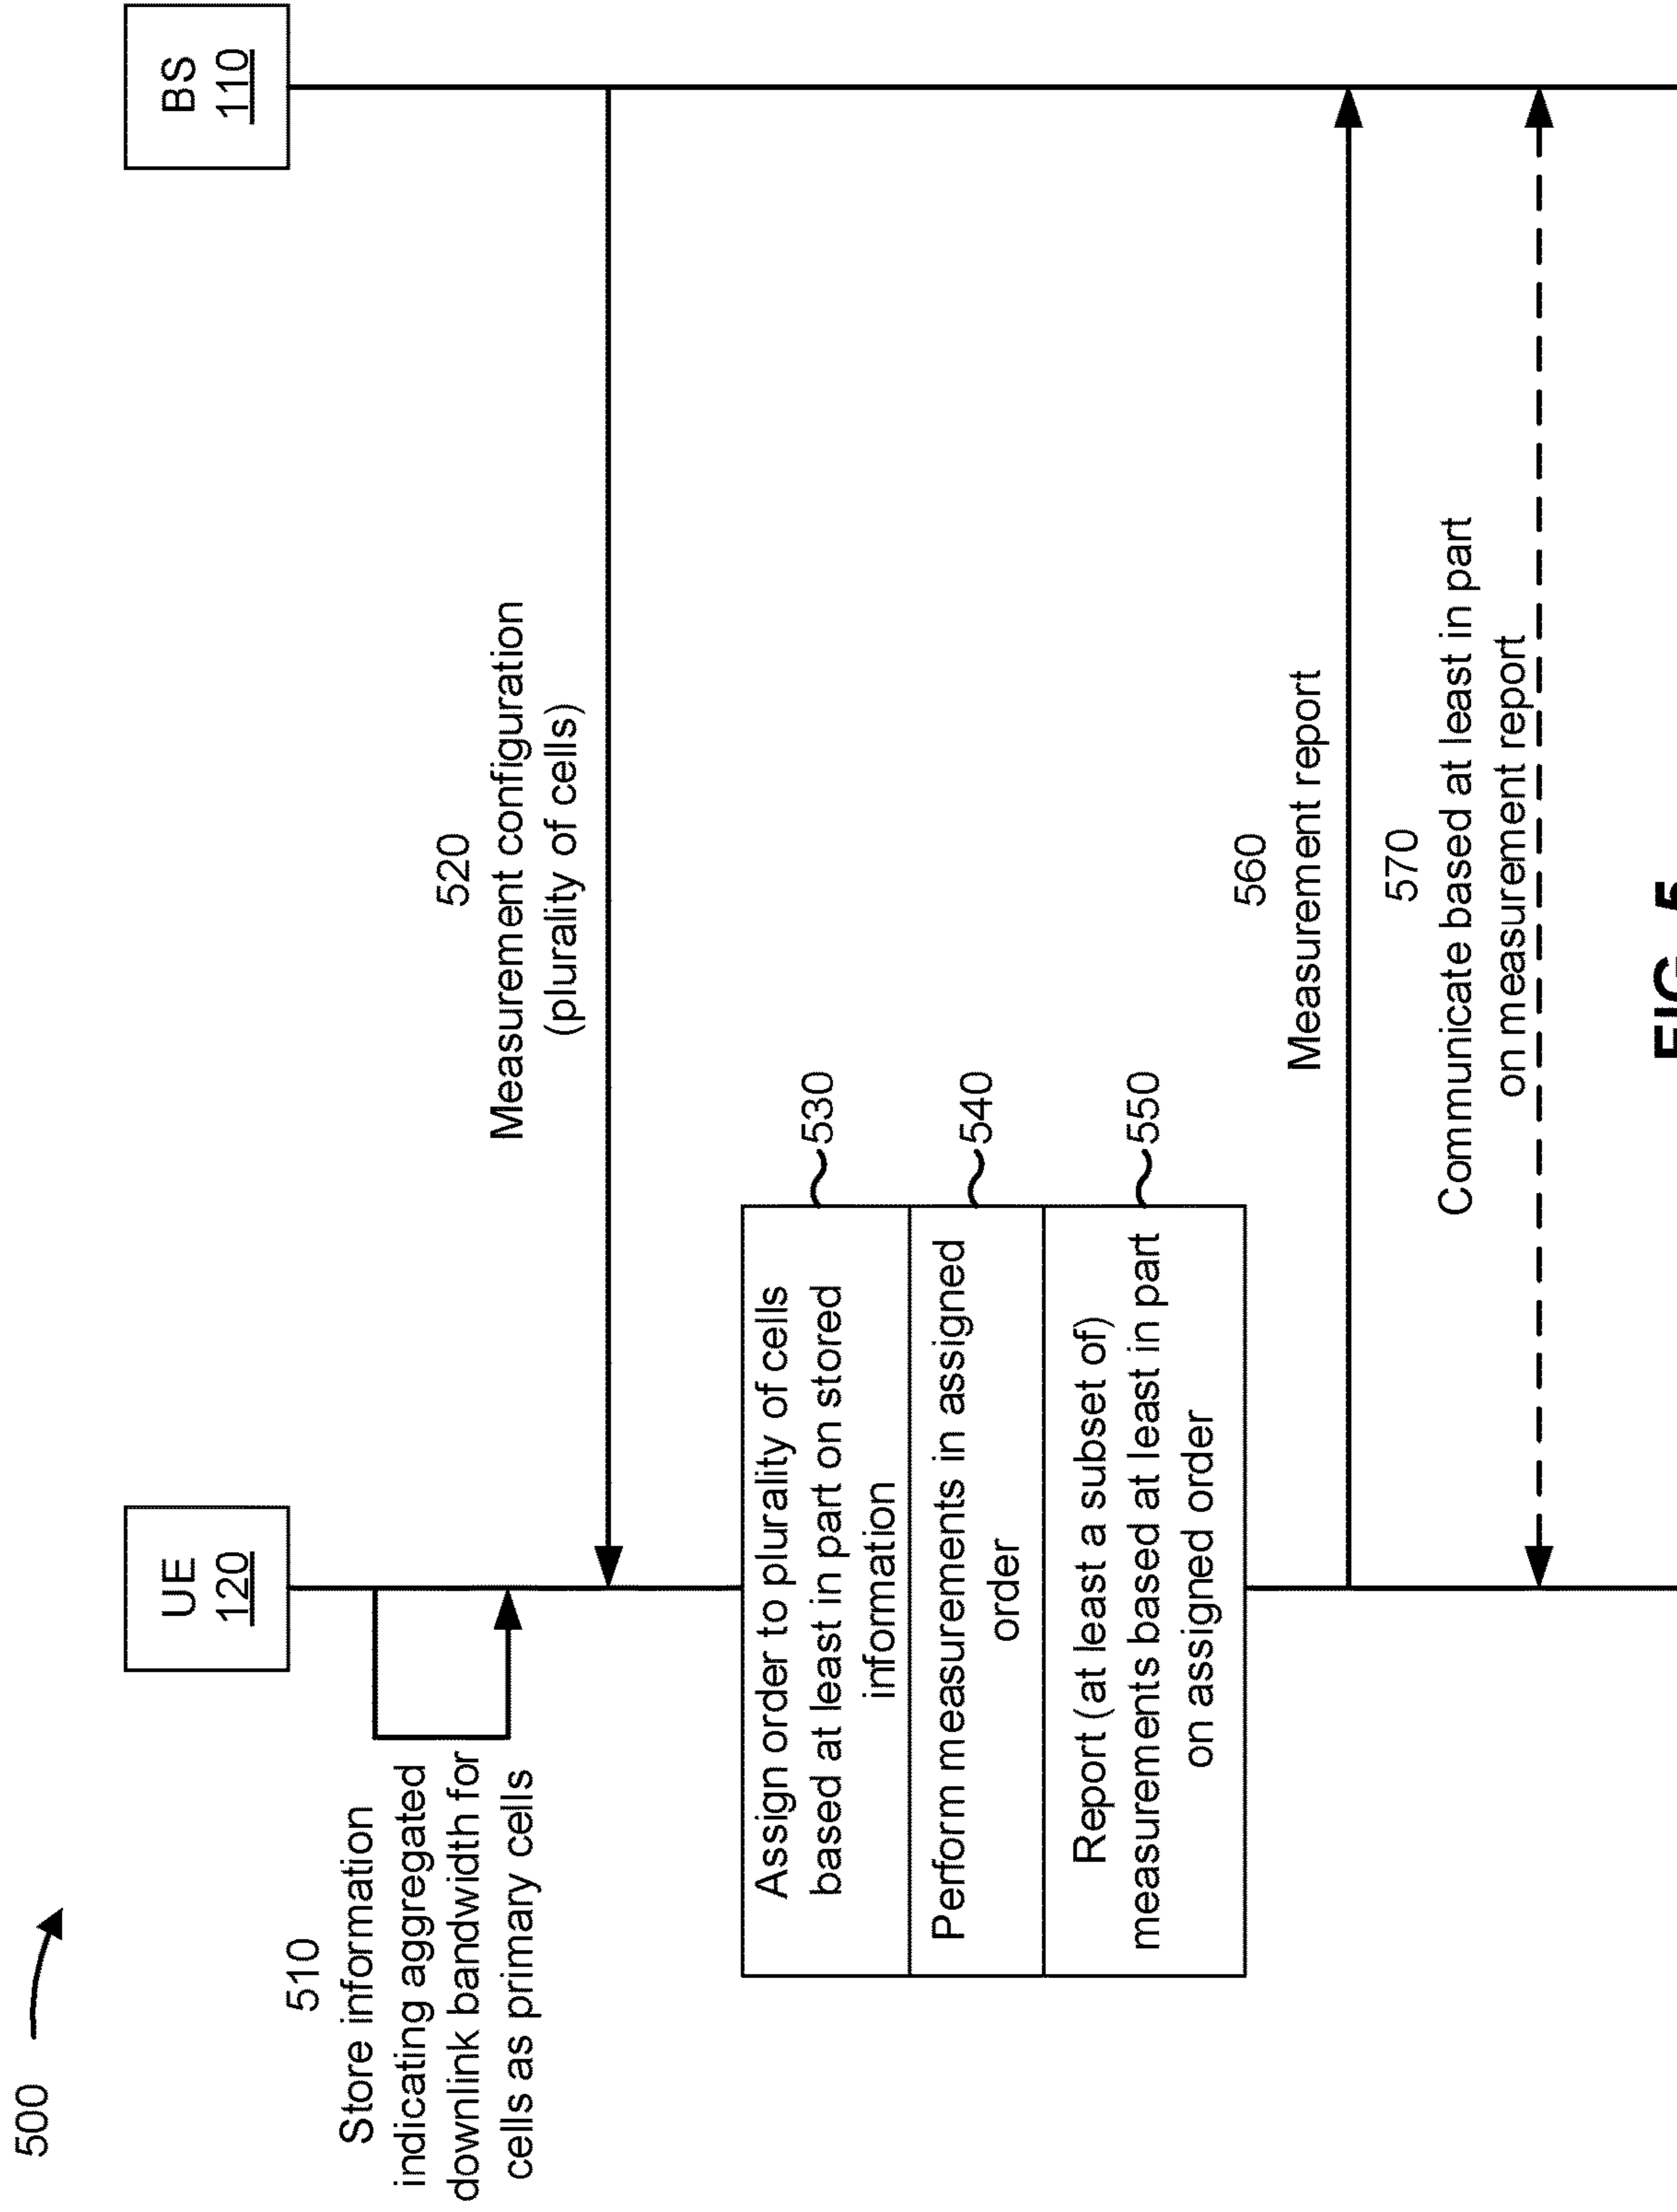 500
UE
120
BS
110
510
Store information
indicating aggregated
downlink bandwidth for
cells as primary cells
520
Measurement configuration
(plurality of cells)
Assign order to plurality of cells
based at least in part on stored
information
530
Perform measurements in assigned
order
540
Report (at least a subset of)
measurements based at least in part
on assigned order
550
560
Measurement report
570
Communicate based at least in part
on measurement report
FIG. 5